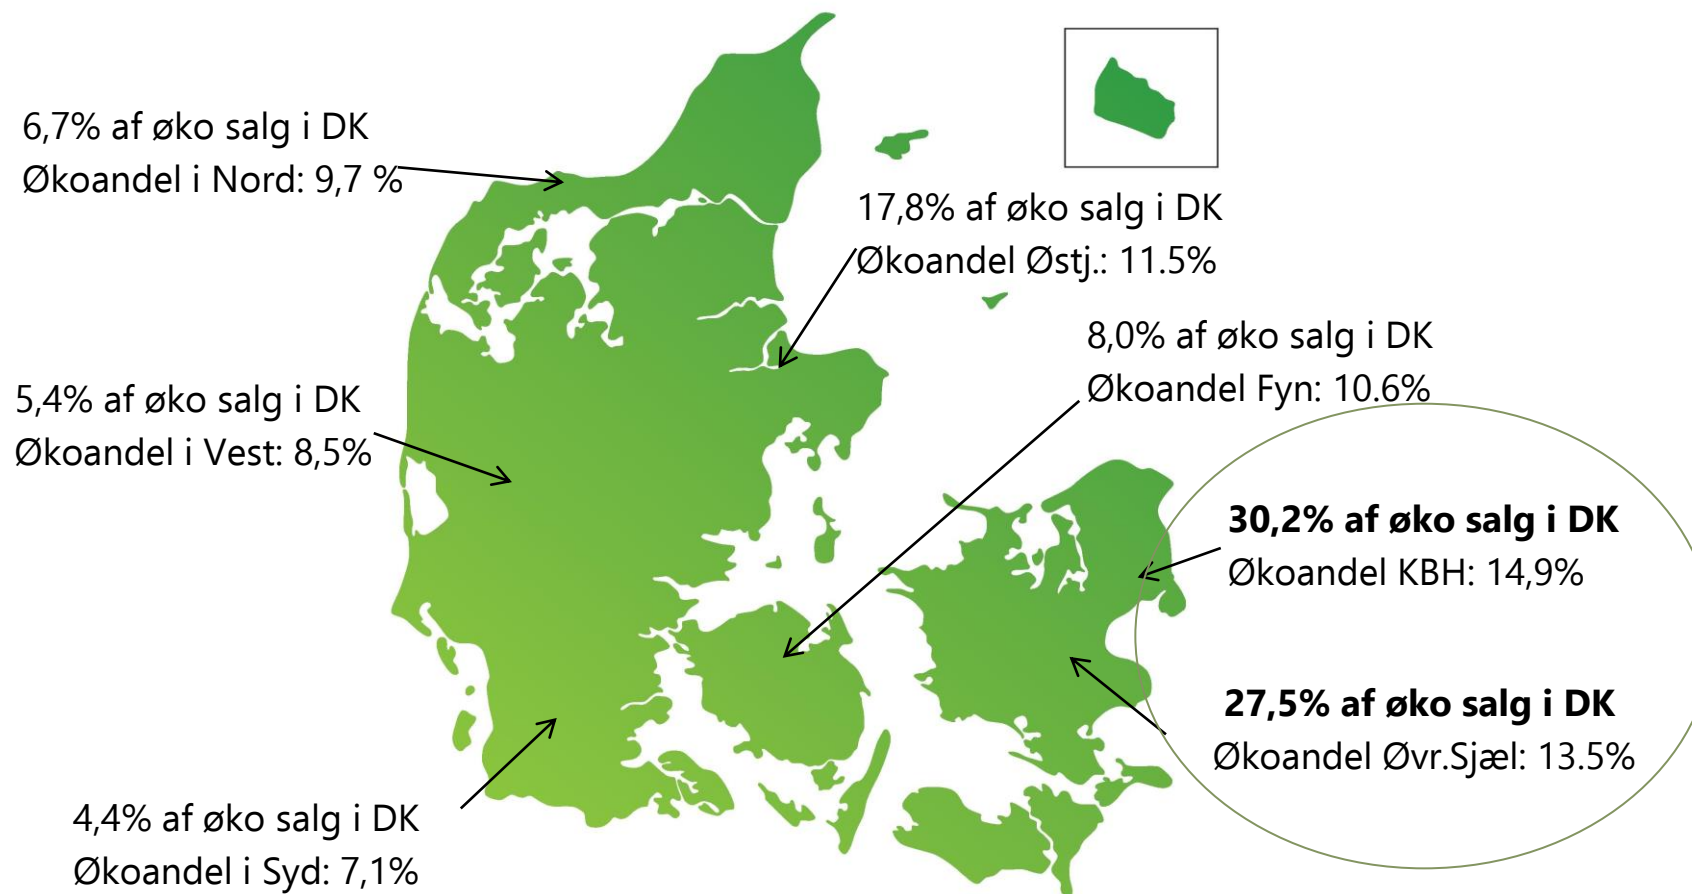 6,7% af øko salg i DK
Økoandel i Nord: 9,7 %
17,8% af øko salg i DK
Økoandel Østj.: 11.5%
8,0% af øko salg i DK
Økoandel Fyn: 10.6%
5,4% af øko salg i DK
Økoandel i Vest: 8,5%
30,2% af øko salg i DK
Økoandel KBH: 14,9%
27,5% af øko salg i DK
Økoandel Øvr.Sjæl: 13.5%
4,4% af øko salg i DK
Økoandel i Syd: 7,1%